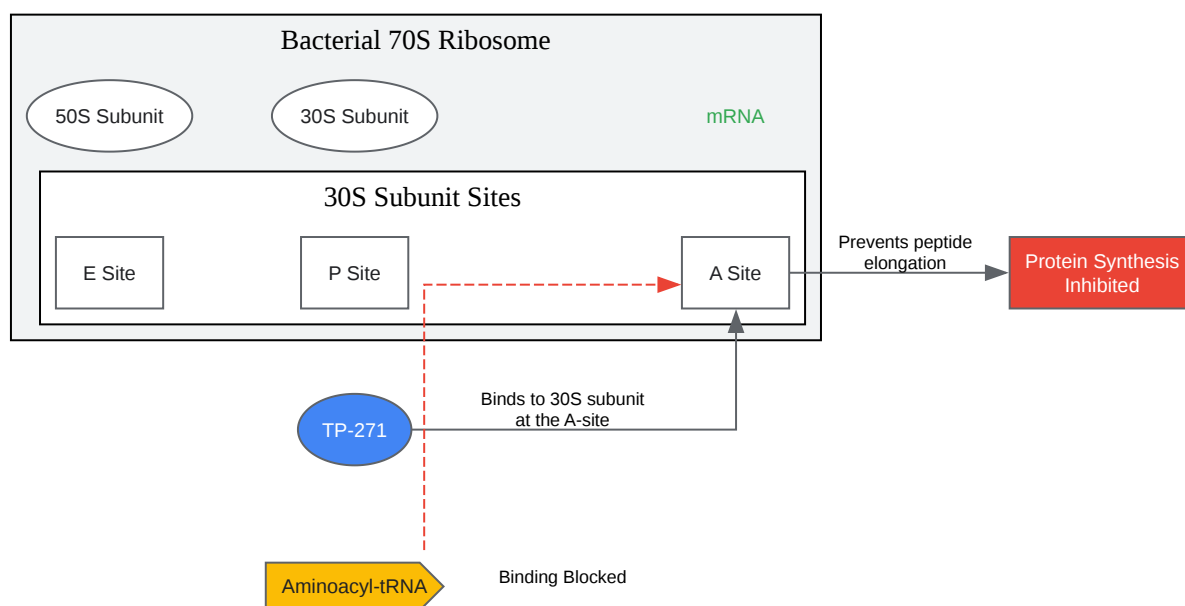 Bacterial 70S Ribosome
50S Subunit
30S Subunit
mRNA
30S Subunit Sites
E Site
P Site
A Site
Prevents peptide
elongation
Protein Synthesis
Inhibited
TP-271
Binds to 30S subunit
at the A-site
Aminoacyl-tRNA
Binding Blocked